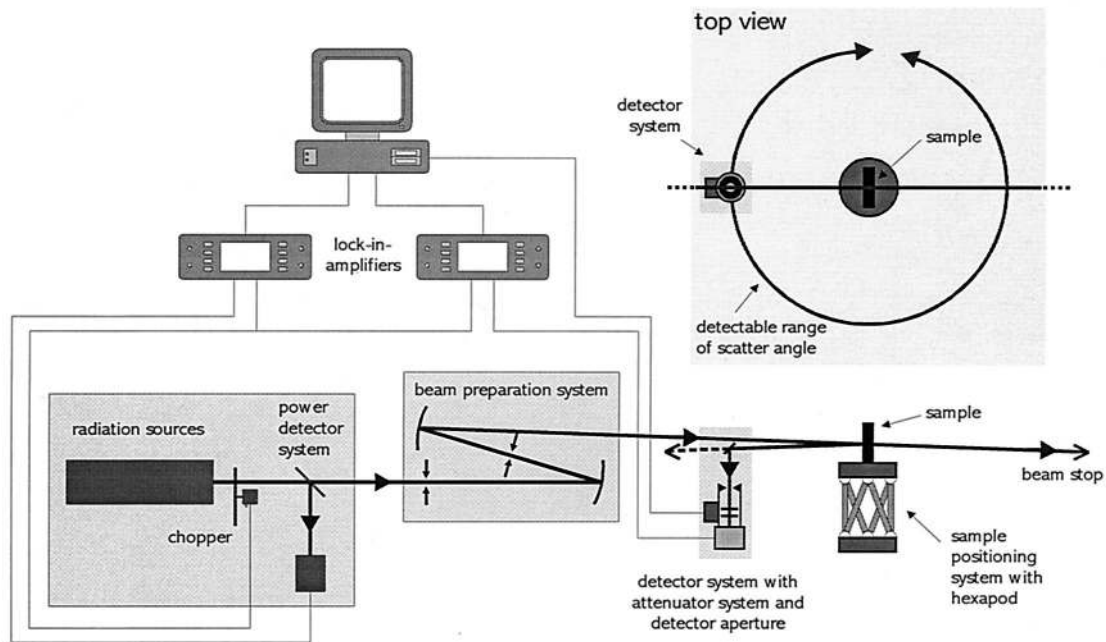 top view
detector
system
sample
detectable range
of scatter angle
lock-in-
amplifiers
radiation sources
power
detector
system
chopper
beam preparation system
sample
beam stop
sample
positioning
system with
hexapod
detector system with
attenuator system and
detector aperture